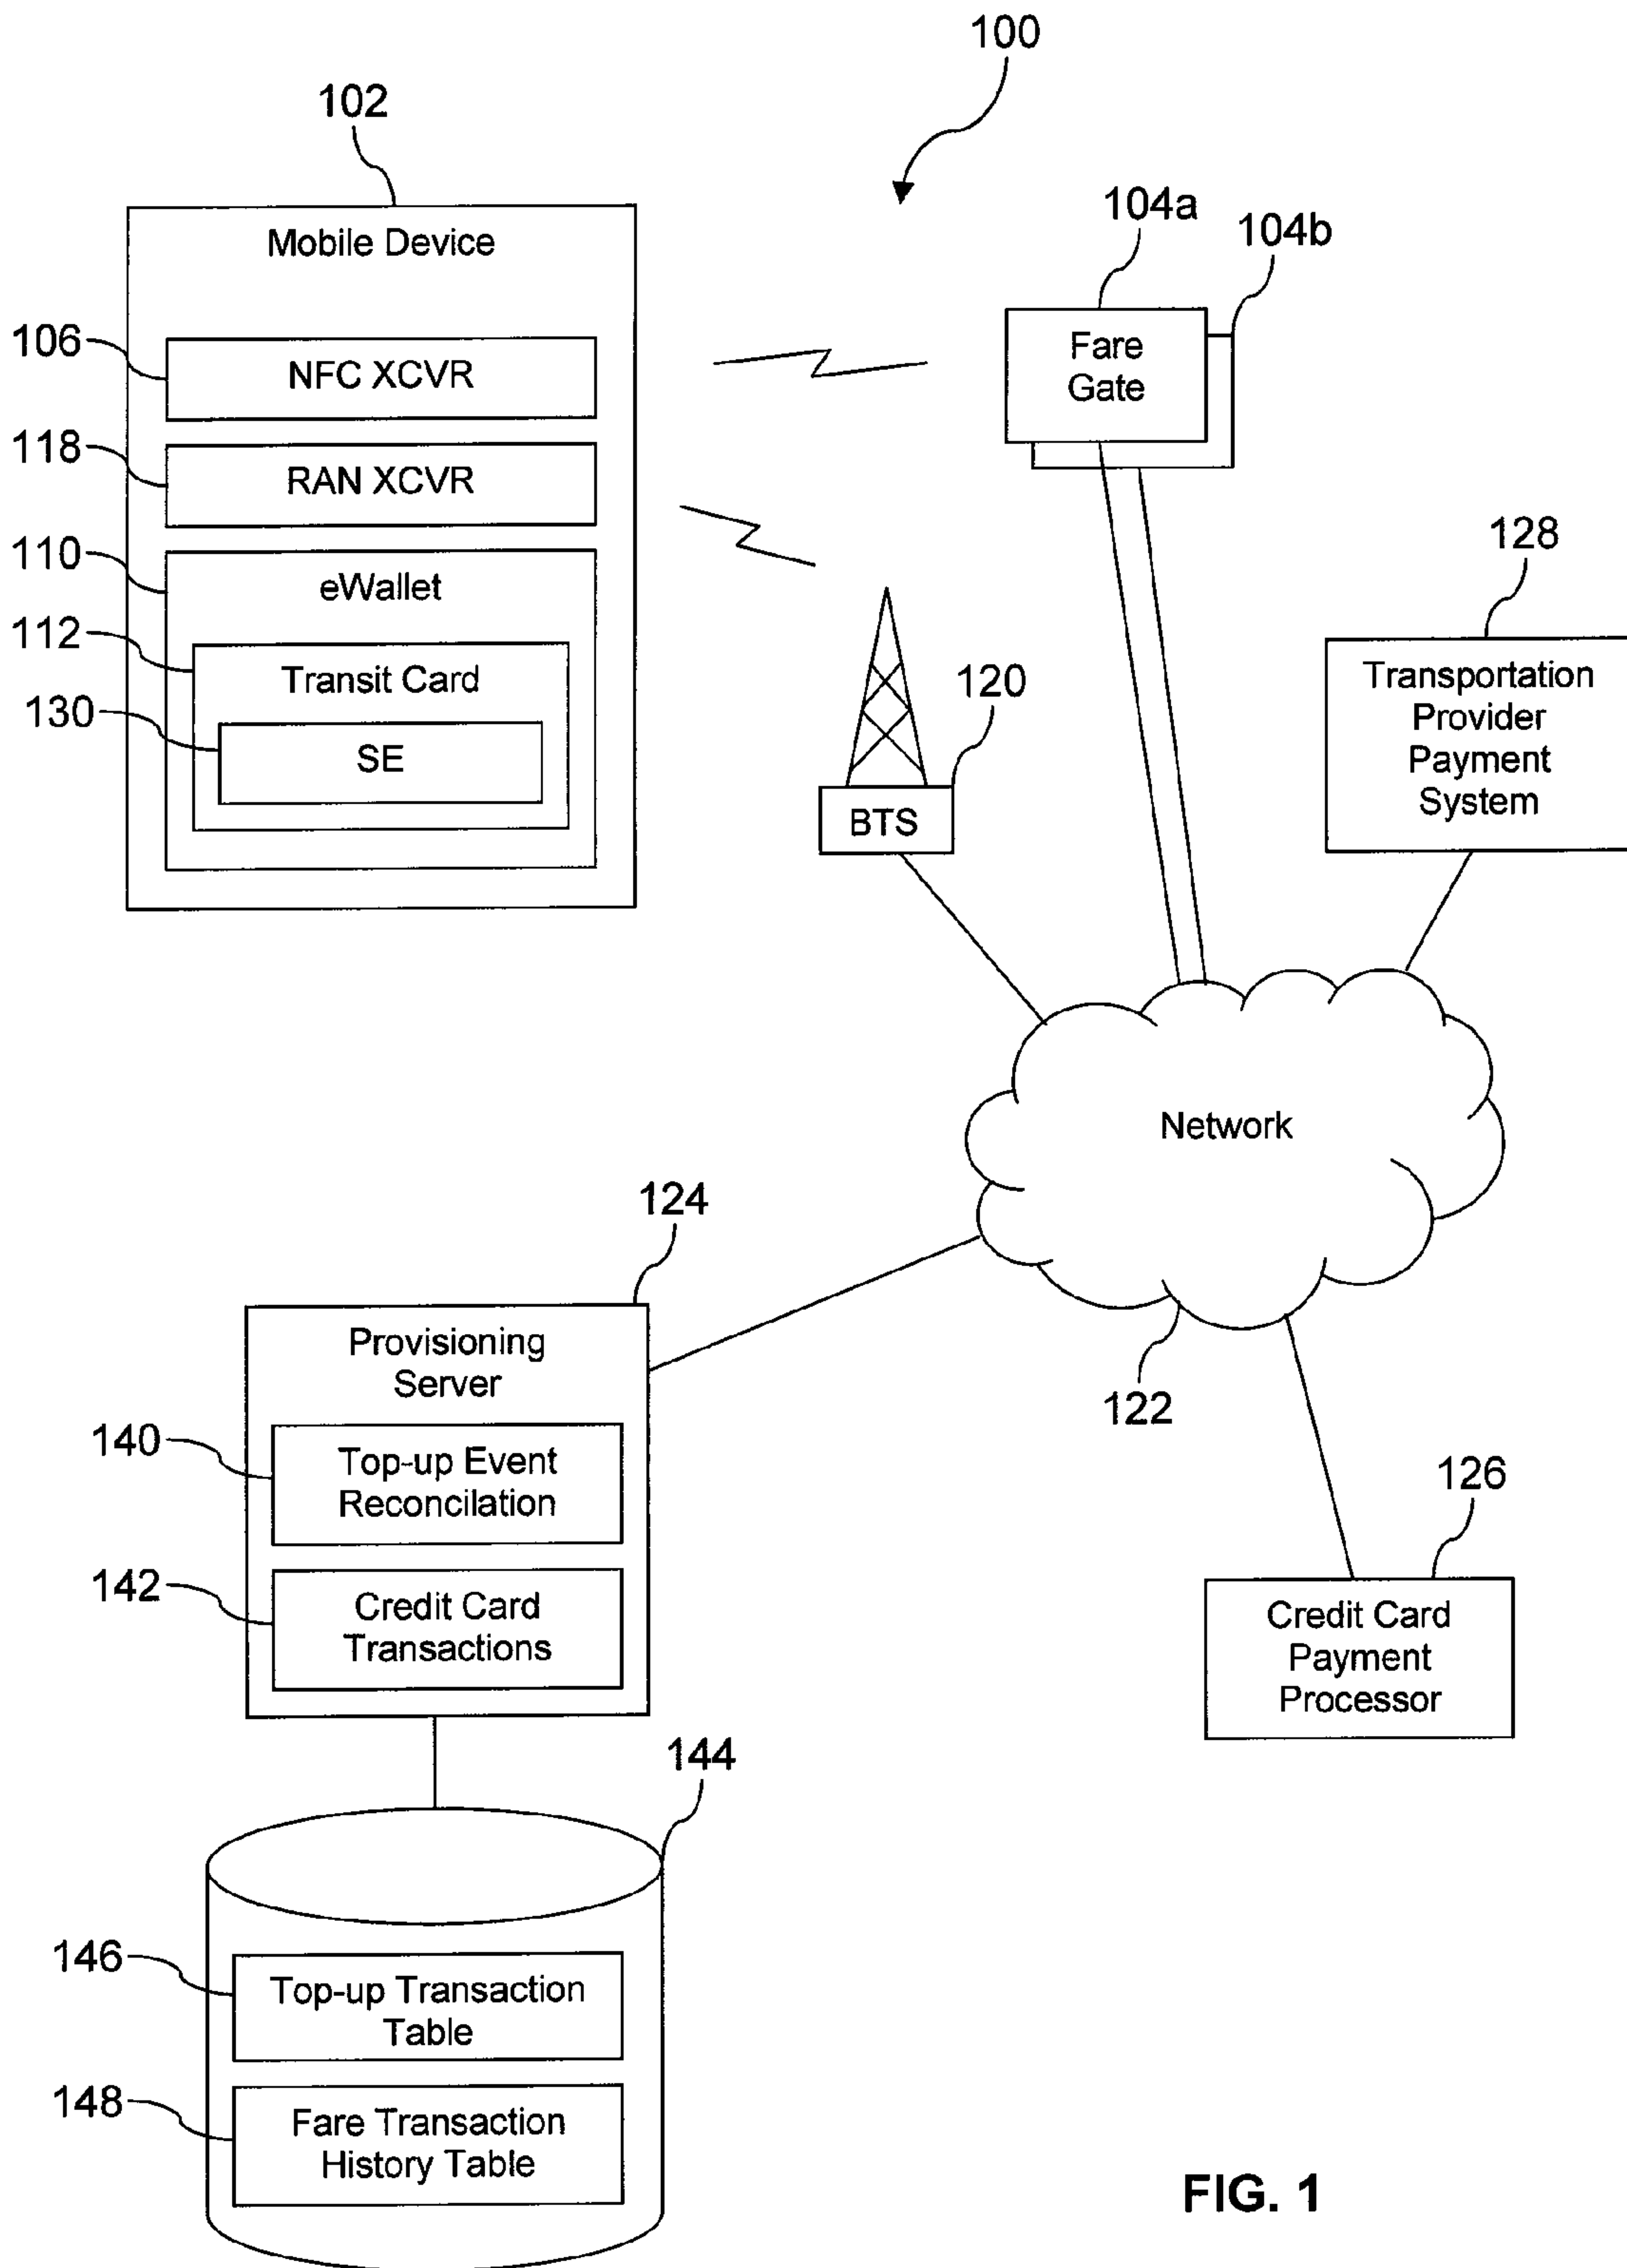 100
102
Mobile Device
104a
104b
106
NFC XCVR
Fare
Gate
118
RAN XCVR
110
eWallet
112
Transit Card
130
SE
120
BTS
128
Transportation
Provider
Payment
System
Network
122
124
Provisioning
Server
140
Top-up Event
Reconcilation
142
Credit Card
Transactions
126
Credit Card
Payment
Processor
144
146
Top-up Transaction
Table
148
Fare Transaction
History Table
FIG. 1